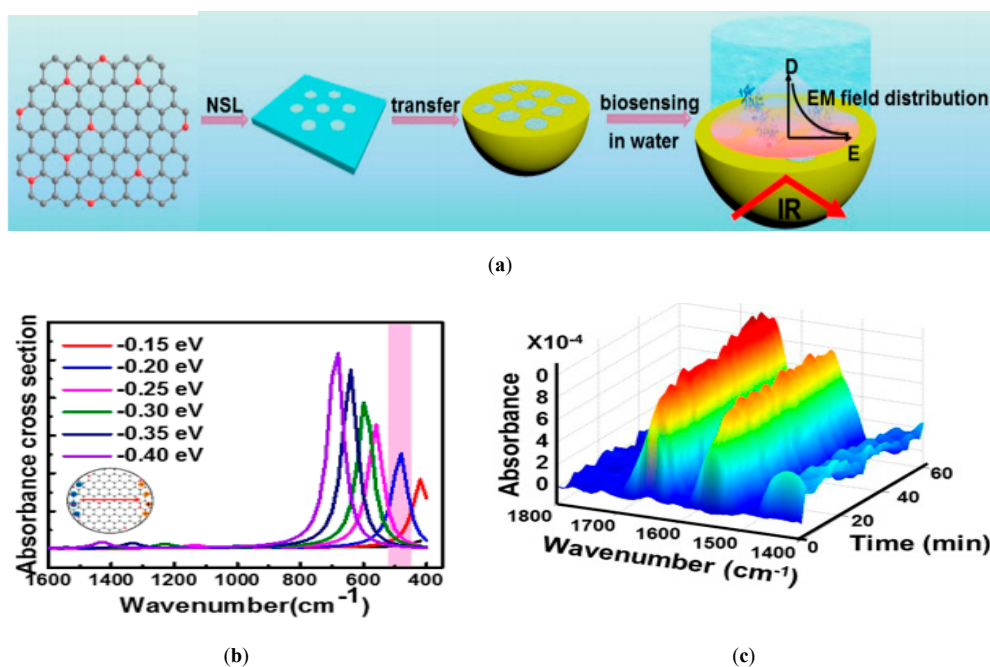 NSL
transfer
biosensing
in water
D
EM field distribution
E
IR
(a)
Absorbance cross section
-0.15 eV
-0.20 eV
-0.25 eV
-0.30 eV
-0.35 eV
-0.40 eV
1600 1400 1200 1000 800 600 400
Wavenumber(cm-1)
(b)
X10-4
0
8
6
4
2
0
Absorbance
1800 1700 1600 1500 1400
Wavenumber (cm-1)
0 20 40 60
Time (min)
(c)